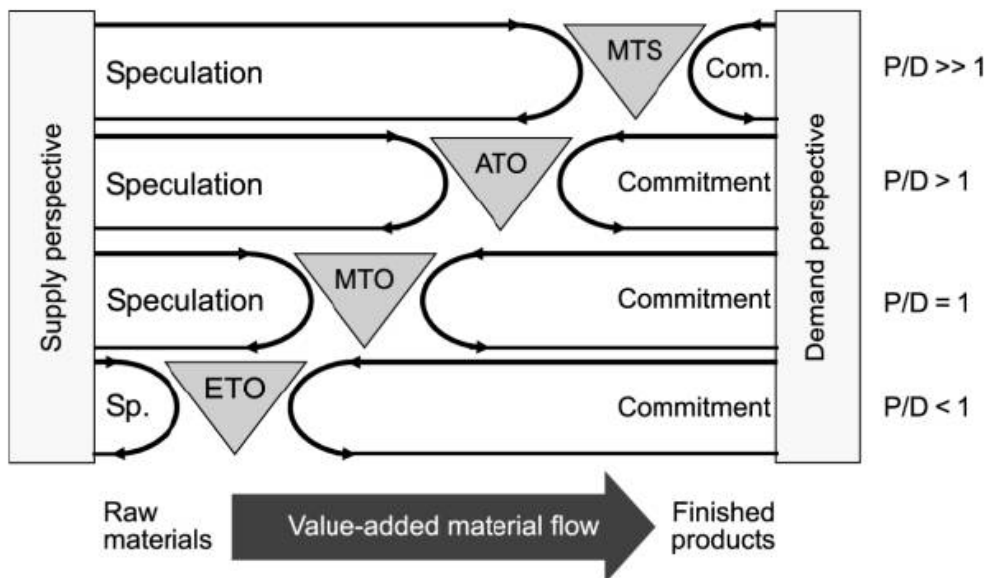 Supply perspective
Speculation
MTS
Com.
P/D >> 1
Speculation
ATO
Commitment
P/D > 1
Speculation
MTO
Commitment
P/D = 1
Sp.
ETO
Commitment
P/D < 1
Demand perspective
Raw
materials
Value-added material flow
Finished
products